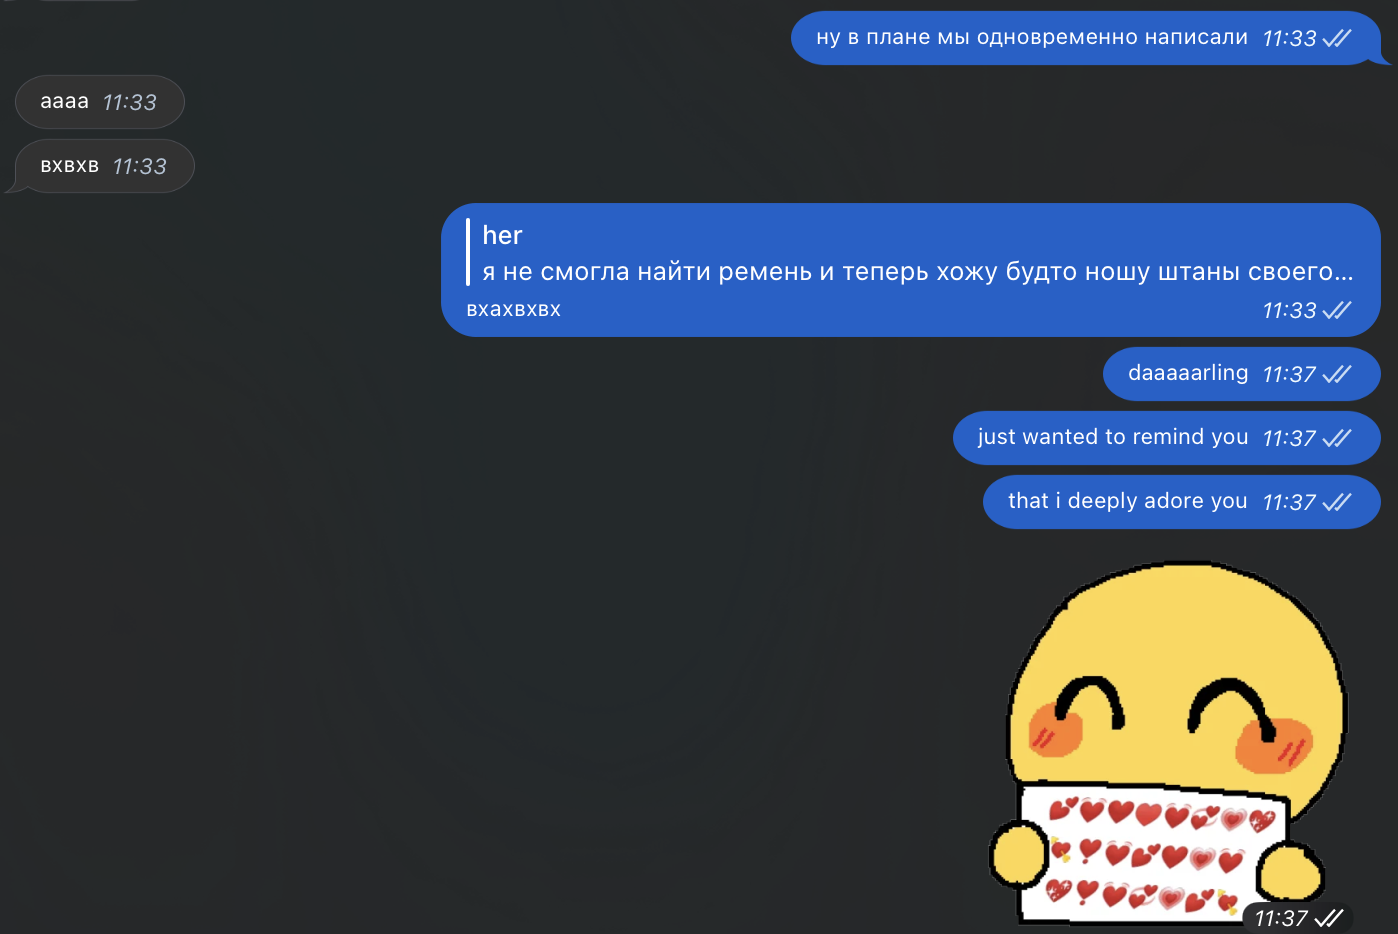 ну в плане мы одновременно написали 11:33
аааа 11:33
вхвхв 11:33
her
я не смогла найти ремень и теперь хожу будто ношу штаны своего...
вхахвхвх 11:33
daaaaarling 11:37
just wanted to remind you 11:37
that i deeply adore you 11:37
11:37